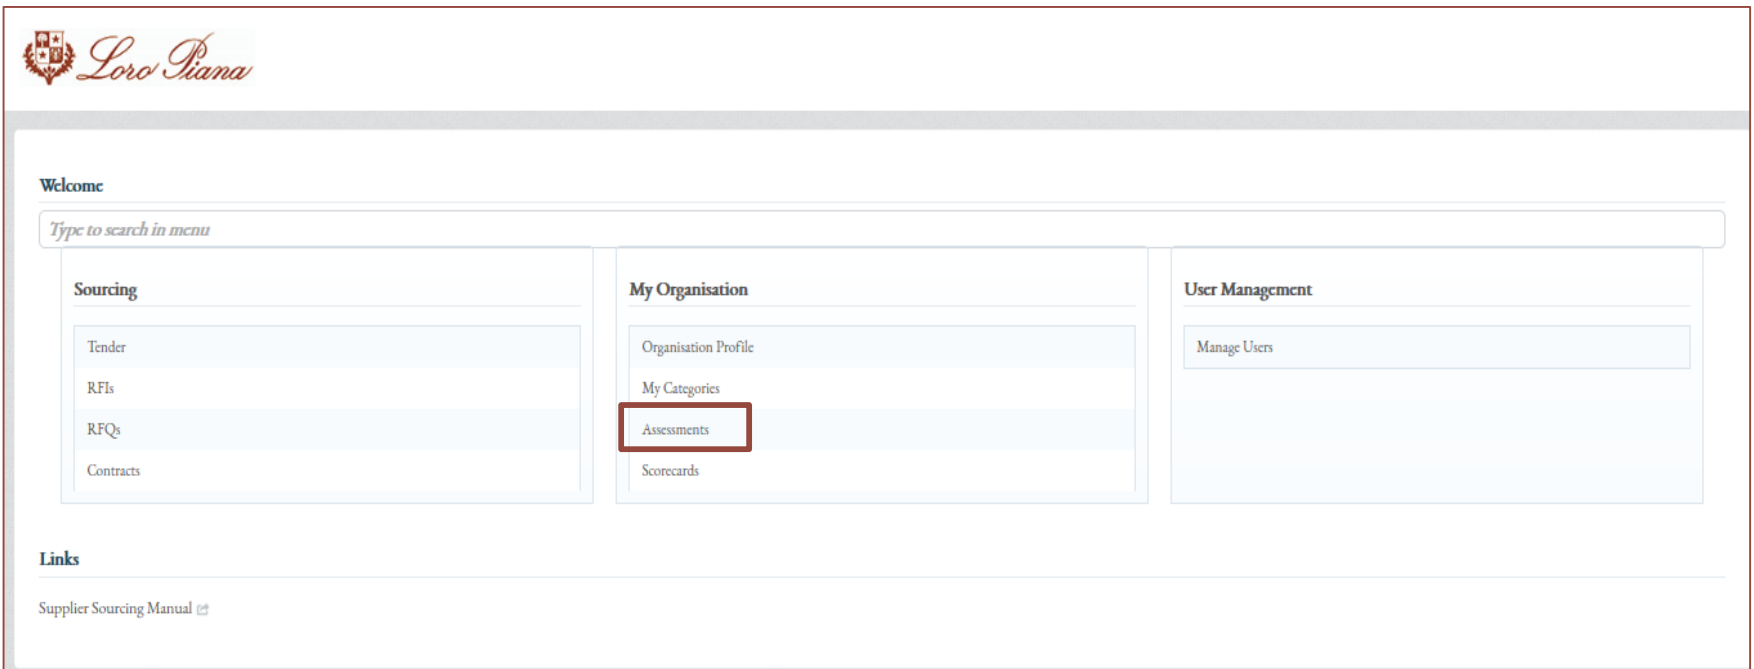 Loro Piana
Welcome
Type to search in menu
Sourcing
Tender
RFIs
RFQs
Contracts
My Organisation
Organisation Profile
My Categories
Assessments
Scorecards
User Management
Manage Users
Links
Supplier Sourcing Manual